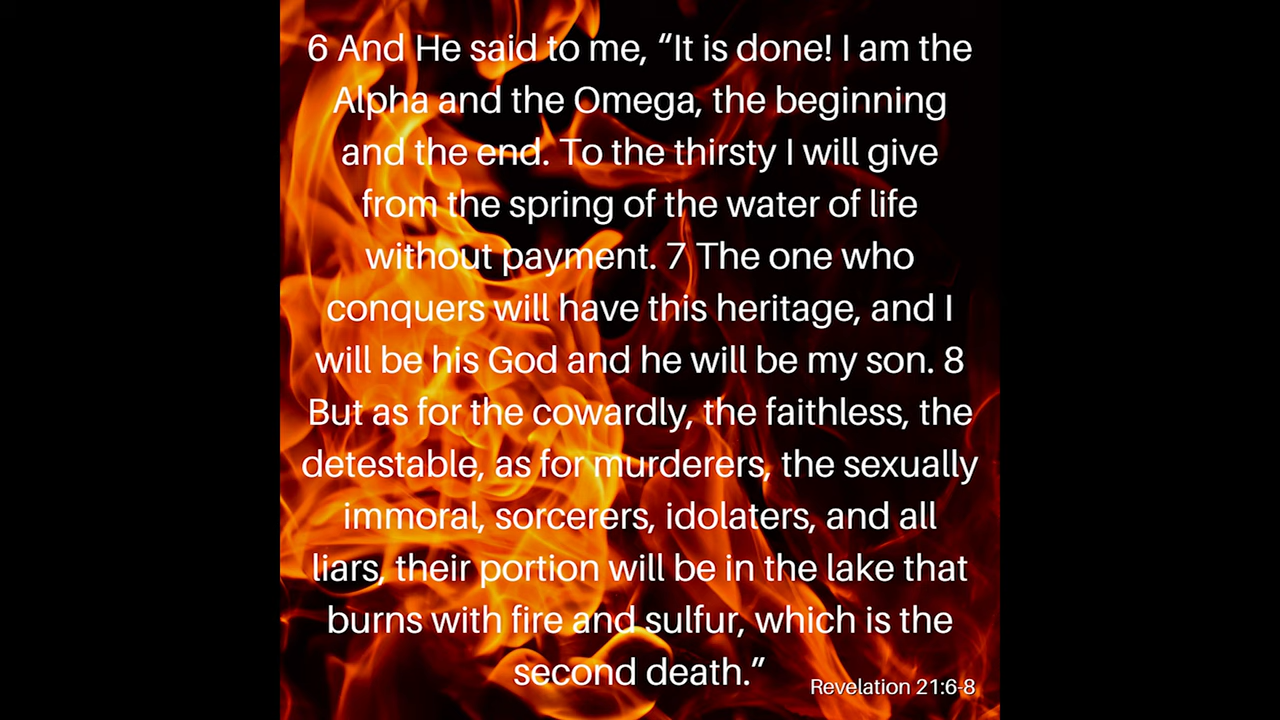 6 And He said to me, “It is done! I am the
Alpha and the Omega, the beginning
and the end. To the thirsty I will give
from the spring of the water of life
without payment. 7 The one who
conquers will have this heritage, and I
will be his God and he will be my son. 8
But as for the cowardly, the faithless, the
detestable, as for murderers, the sexually
immoral, sorcerers, idolaters, and all
liars, their portion will be in the lake that
burns with fire and sulfur, which is the
second death.”
Revelation 21:6-8